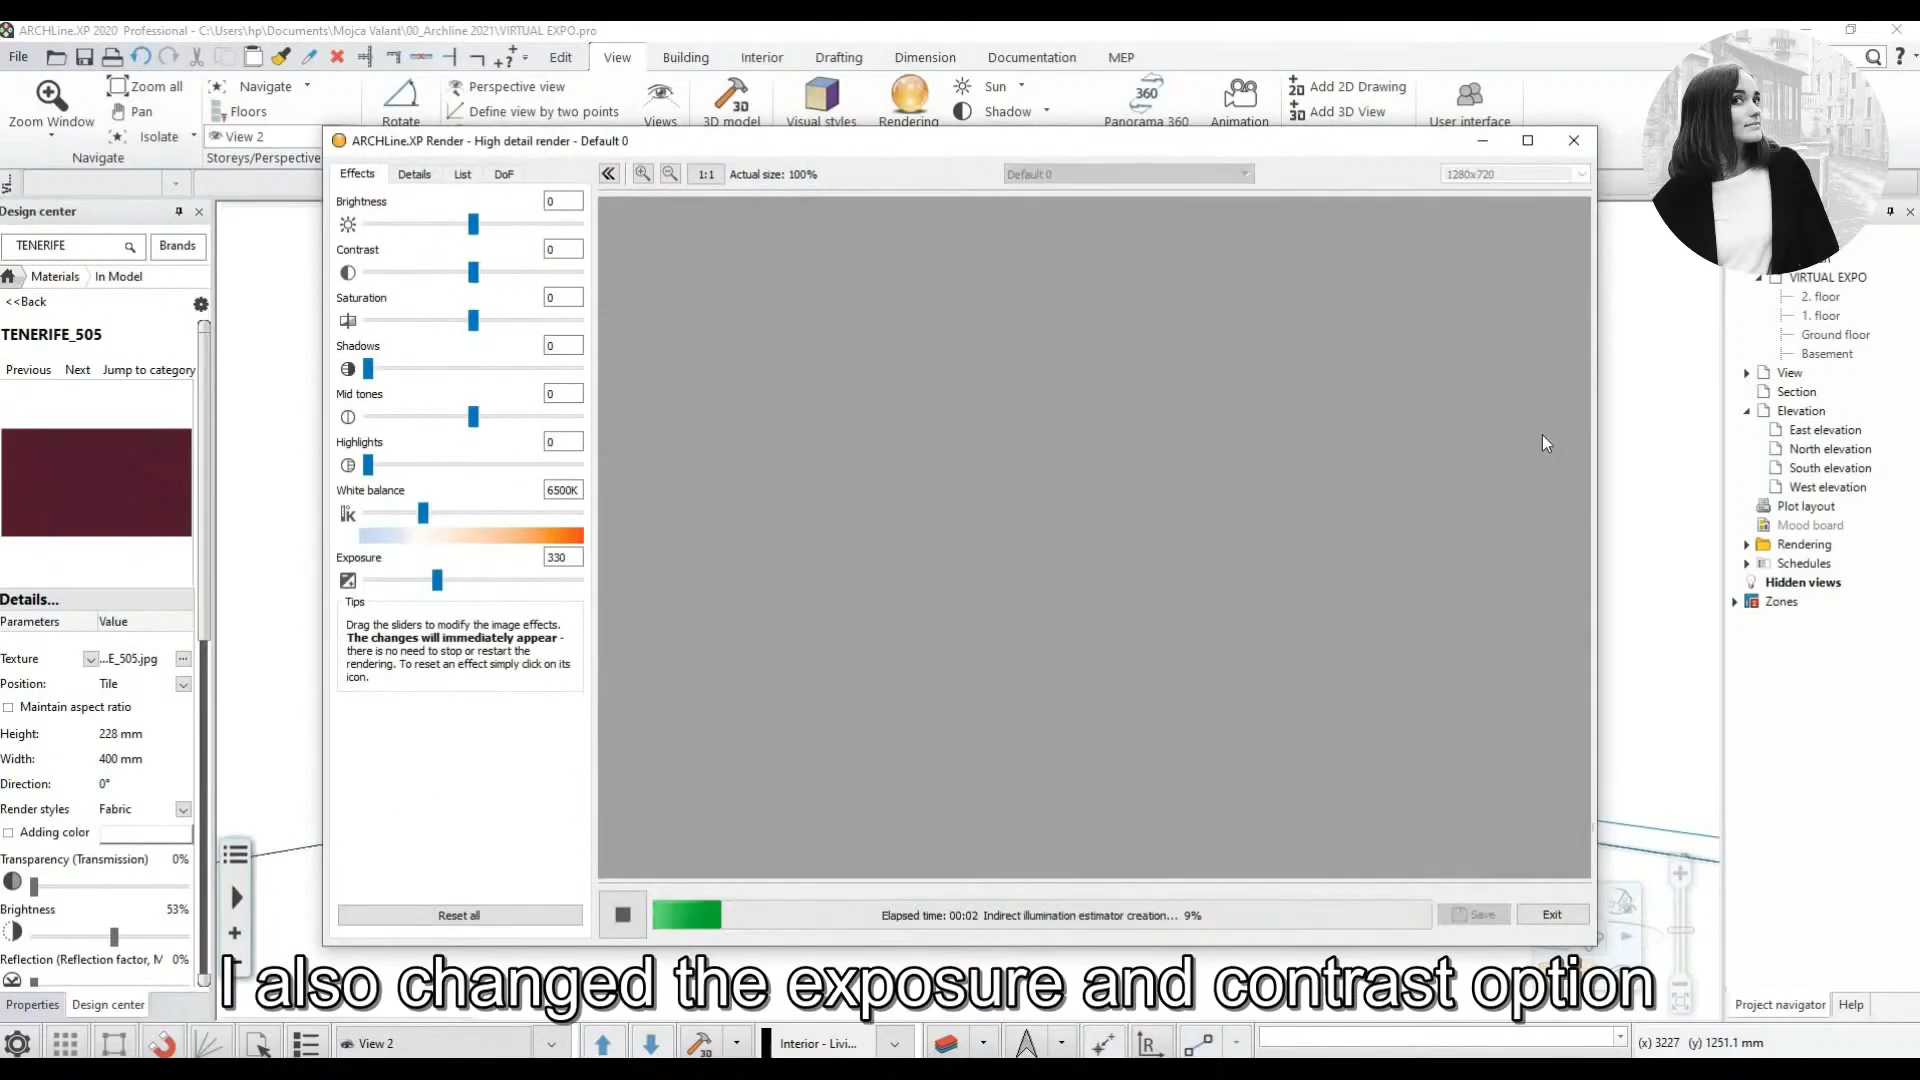 ARCHLine.XP 2020 Professional - C:\Users\hp\Documents\Mojca Valant\00_Archline 2021\VIRTUAL EXPO.pro
File
Edit
View
Building
Interior
Drafting
Dimension
Documentation
MEP
Zoom Window
Zoom all
Pan
Isolate
Navigate
Navigate
Floors
View 2
Storeys/Perspective
Rotate
Perspective view
Define view by two points
Views
3D model
Visual styles
Rendering
Sun
Shadow
Panorama 360
Animation
Add 2D Drawing
Add 3D View
User interface
ARCHLine.XP Render - High detail render - Default 0
Effects
Details
List
DoF
1:1
Actual size: 100%
Default 0
1280x720
Brightness
0
Contrast
0
Saturation
0
Shadows
0
Mid tones
0
Highlights
0
White balance
6500K
Exposure
330
Tips
Drag the sliders to modify the image effects.
The changes will immediately appear -
there is no need to stop or restart the
rendering. To reset an effect simply click on its
icon.
Reset all
Elapsed time: 00:02 Indirect illumination estimator creation... 9%
Save
Exit
Design center
TENERIFE
Brands
Materials
In Model
<<Back
TENERIFE_505
Previous
Next
Jump to category
Details...
Parameters
Value
Texture
...E_505.jpg
Position:
Tile
Maintain aspect ratio
Height:
228 mm
Width:
400 mm
Direction:
0°
Render styles
Fabric
Adding color
Transparency (Transmission)
0%
Brightness
53%
Reflection (Reflection factor, M
0%
Properties
Design center
VIRTUAL EXPO
2. floor
1. floor
Ground floor
Basement
View
Section
Elevation
East elevation
North elevation
South elevation
West elevation
Plot layout
Mood board
Rendering
Schedules
Hidden views
Zones
Project navigator
Help
I also changed the exposure and contrast option
View 2
Interior - Livi...
(x) 3227 (y) 1251.1 mm